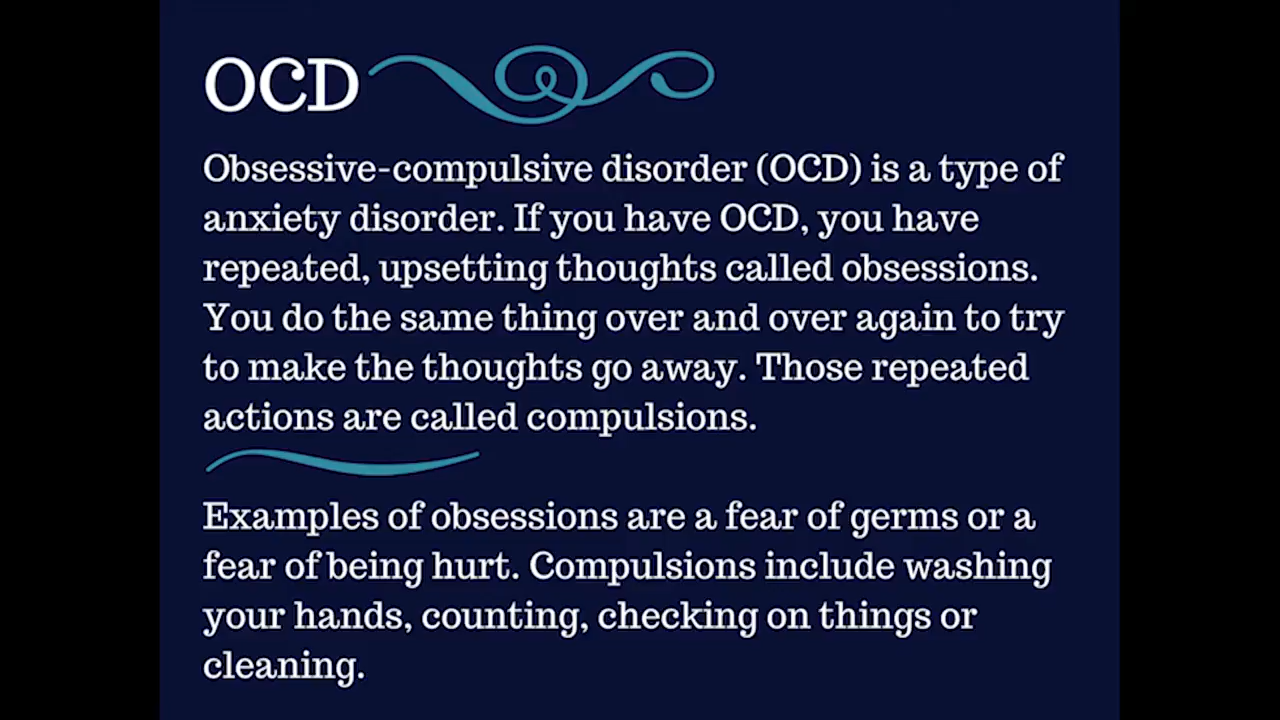 OCD
Obsessive-compulsive disorder (OCD) is a type of
anxiety disorder. If you have OCD, you have
repeated, upsetting thoughts called obsessions.
You do the same thing over and over again to try
to make the thoughts go away. Those repeated
actions are called compulsions.
Examples of obsessions are a fear of germs or a
fear of being hurt. Compulsions include washing
your hands, counting, checking on things or
cleaning.